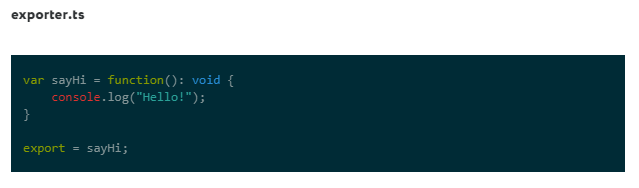 exporter.ts
var sayHi = function(): void {
    console.log("Hello!");
}
export = sayHi;